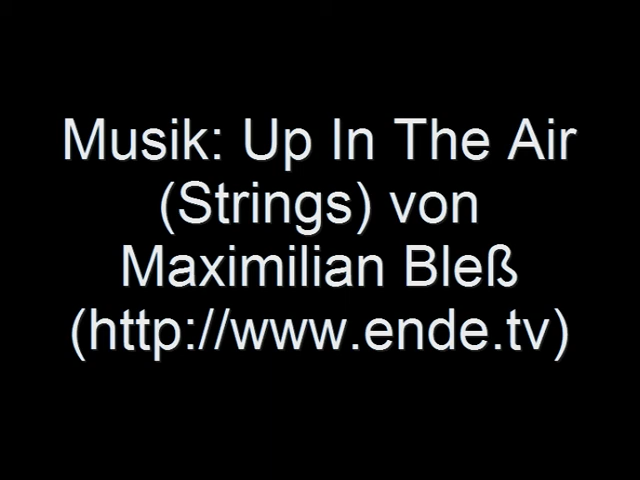 Musik: Up In The Air
(Strings) von
Maximilian Bleß
(http://www.ende.tv)